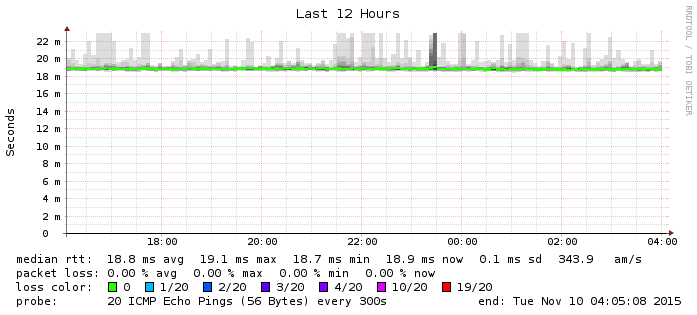 Last 12 Hours
RRDTOOL / TOBI OETIKER
Seconds
22 m
20 m
18 m
16 m
14 m
12 m
10 m
8 m
6 m
4 m
2 m
0
18:00 20:00 22:00 00:00 02:00 04:00
median rtt: 18.8 ms avg 19.1 ms max 18.7 ms min 18.9 ms now 0.1 ms sd 343.9 am/s
packet loss: 0.00 % avg 0.00 % max 0.00 % min 0.00 % now
loss color: 0 1/20 2/20 3/20 4/20 10/20 19/20
probe: 20 ICMP Echo Pings (56 Bytes) every 300s end: Tue Nov 10 04:05:08 2015